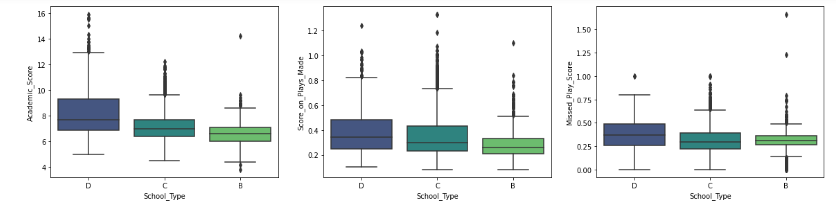 Academic_Score
16
14
12
10
8
6
4
D
C
B
School_Type
Score_on_Plays_Made
1.2
1.0
0.8
0.6
0.4
0.2
D
C
B
School_Type
Missed_Play_Score
1.50
1.25
1.00
0.75
0.50
0.25
0.00
D
C
B
School_Type